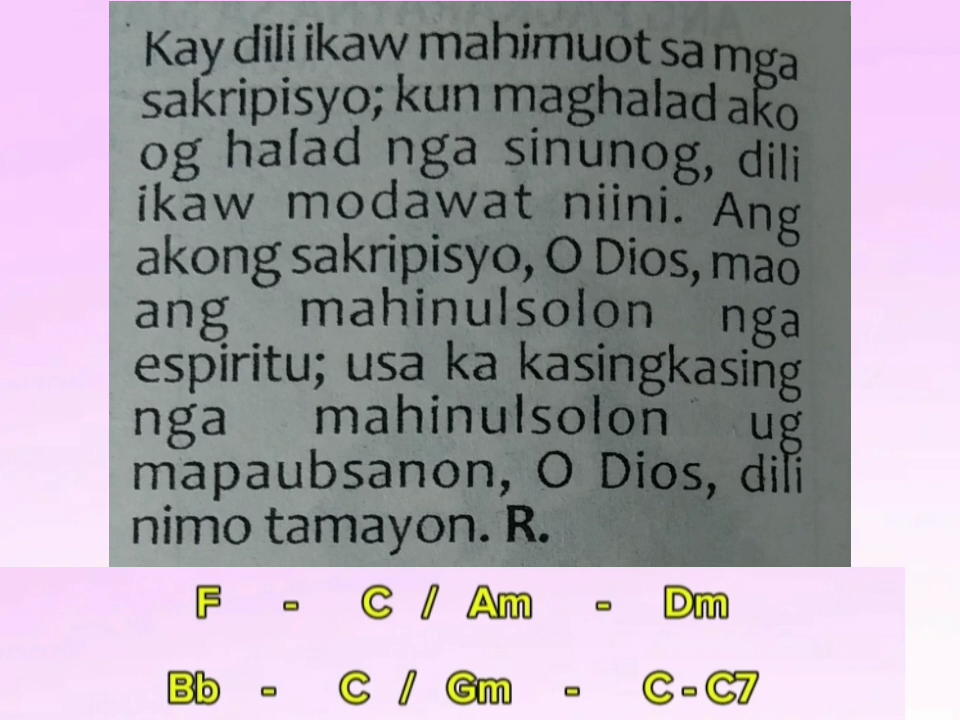 Kay dili ikaw mahimuot sa mga
sakripisyo; kun maghalad ako
og halad nga sinunog, dili
ikaw modawat niini. Ang
akong sakripisyo, O Dios, mao
ang mahinulsolon nga
espiritu; usa ka kasingkasing
nga mahinulsolon ug
mapaubsanon, O Dios, dili
nimo tamayon. R.
F - C / Am - Dm
Bb - C / Gm - C - C7